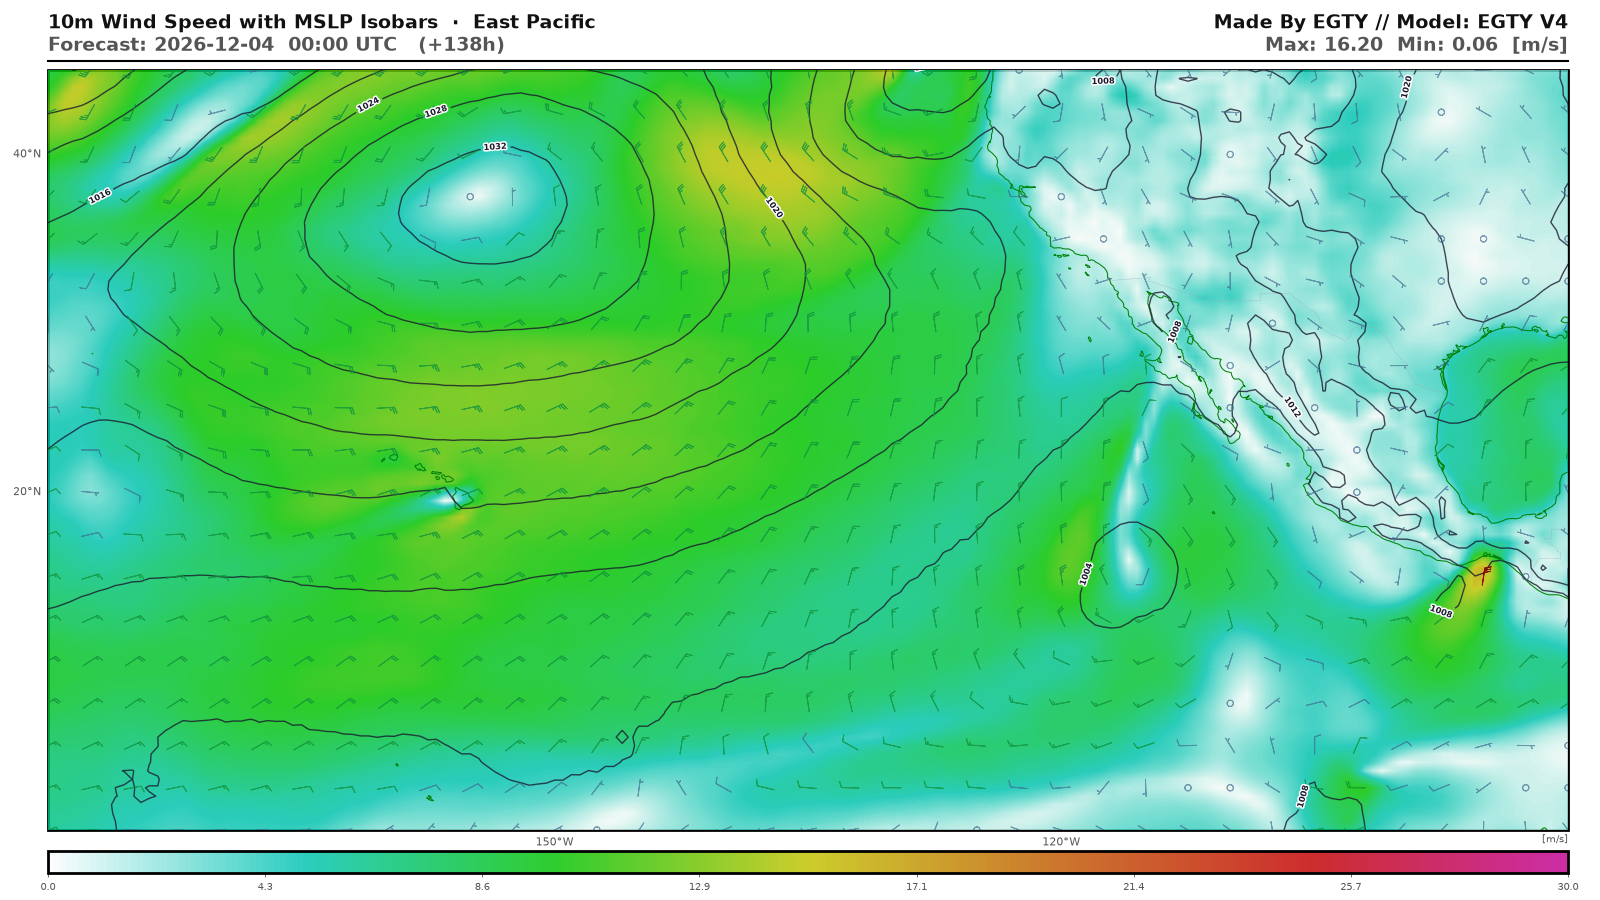 10m Wind Speed with MSLP Isobars · East Pacific
Made By EGTY // Model: EGTY V4
Forecast: 2026-12-04 00:00 UTC (+138h)
Max: 16.20 Min: 0.06 [m/s]
1008
1020
1024
1028
1032
40°N
1016
1020
1008
1012
20°N
1004
1008
1008
150°W
120°W
[m/s]
0.0
4.3
8.6
12.9
17.1
21.4
25.7
30.0